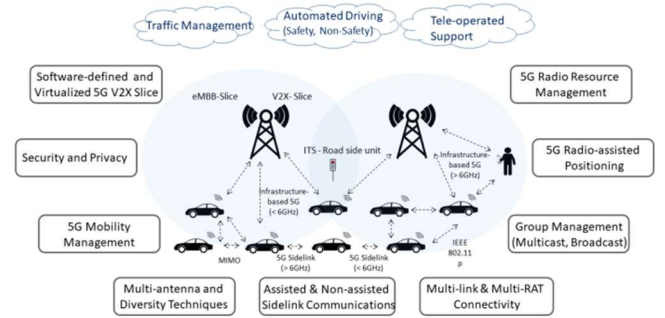 Traffic Management
Automated Driving
(Safety, Non-Safety)
Tele-operated
Support
Software-defined and
Virtualized 5G V2X Slice
eMBB-Slice
V2X- Slice
5G Radio Resource
Management
Security and Privacy
ITS - Road side unit
Infrastructure-
based 5G
(> 6GHz)
5G Radio-assisted
Positioning
Infrastructure-
based 5G
(< 6GHz)
5G Mobility
Management
Group Management
(Multicast, Broadcast)
MIMO
5G Sidelink
(> 6GHz)
5G Sidelink
(< 6GHz)
IEEE
802.11
p
Multi-antenna and
Diversity Techniques
Assisted & Non-assisted
Sidelink Communications
Multi-link & Multi-RAT
Connectivity